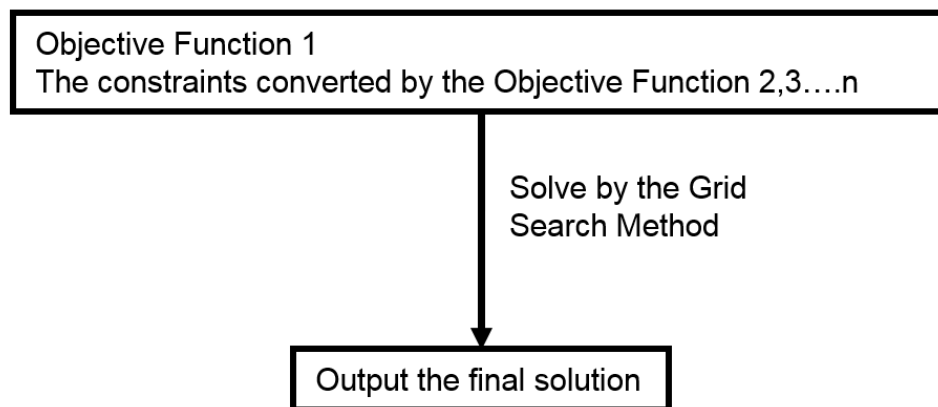 Objective Function 1
The constraints converted by the Objective Function 2,3....n
Solve by the Grid
Search Method
Output the final solution